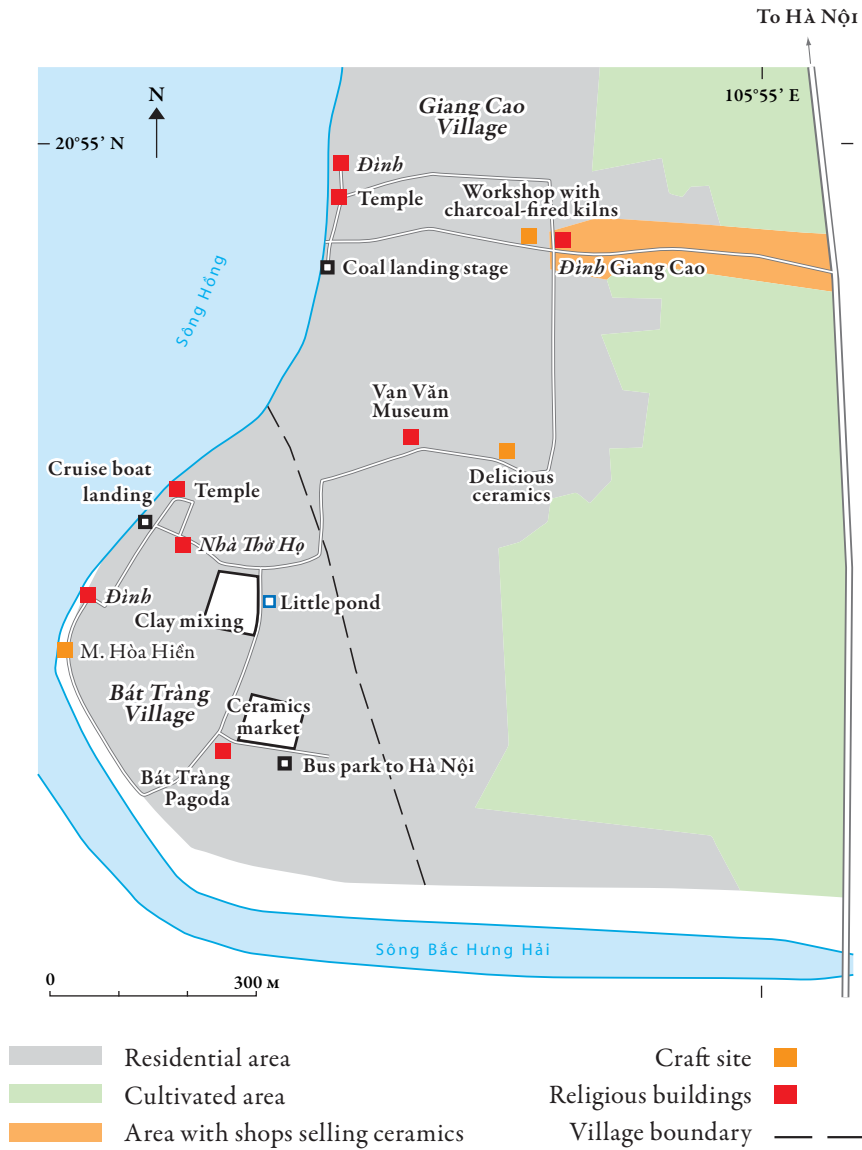 To Hà Nội
N
105°55’ E
20°55’ N
Giang Cao
Village
Đình
Temple
Workshop with
charcoal-fired kilns
Coal landing stage
Đình Giang Cao
Sông Hồng
Vạn Vãn
Museum
Delicious
ceramics
Cruise boat
landing
Temple
Nhà Thờ Họ
Đình
Clay mixing
Little pond
M. Hòa Hiền
Bát Tràng
Village
Ceramics
market
Bát Tràng
Pagoda
Bus park to Hà Nội
Sông Bắc Hưng Hải
0
300 M
Residential area
Cultivated area
Area with shops selling ceramics
Craft site
Religious buildings
Village boundary